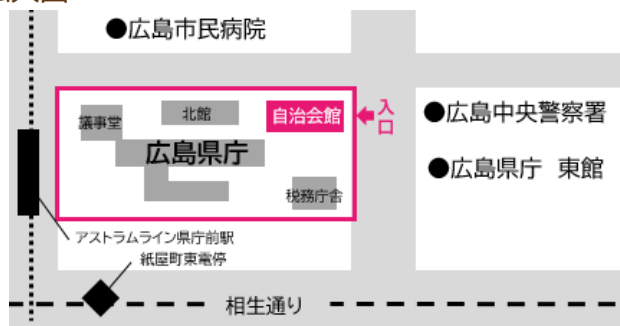 ●広島市民病院
議事堂
北館
自治会館
入口
●広島中央警察署
広島県庁
●広島県庁 東館
税務庁舎
アストラムライン県庁前駅
紙屋町東電停
相生通り